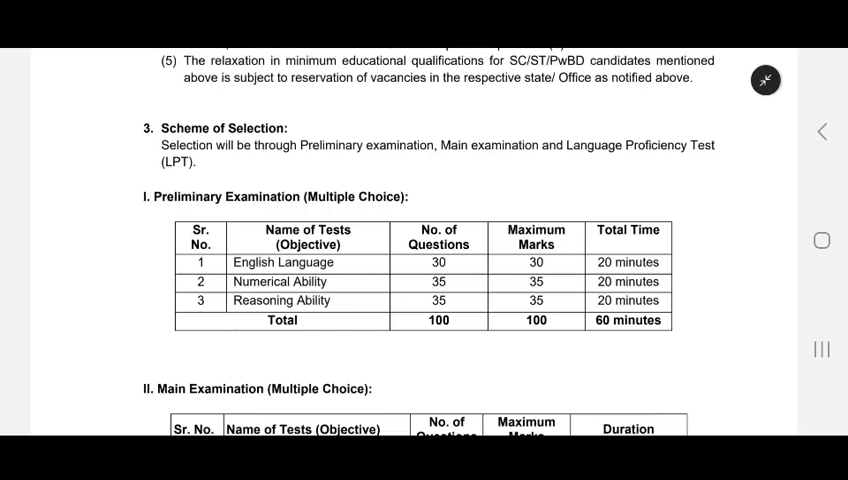 (5) The relaxation in minimum educational qualifications for SC/ST/PwBD candidates mentioned
above is subject to reservation of vacancies in the respective state/ Office as notified above.
3. Scheme of Selection:
Selection will be through Preliminary examination, Main examination and Language Proficiency Test
(LPT).
I. Preliminary Examination (Multiple Choice):
Sr. No. Name of Tests (Objective) No. of Questions Maximum Marks Total Time
1 English Language 30 30 20 minutes
2 Numerical Ability 35 35 20 minutes
3 Reasoning Ability 35 35 20 minutes
Total 100 100 60 minutes
II. Main Examination (Multiple Choice):
Sr. No. Name of Tests (Objective) No. of Questions Maximum Marks Duration